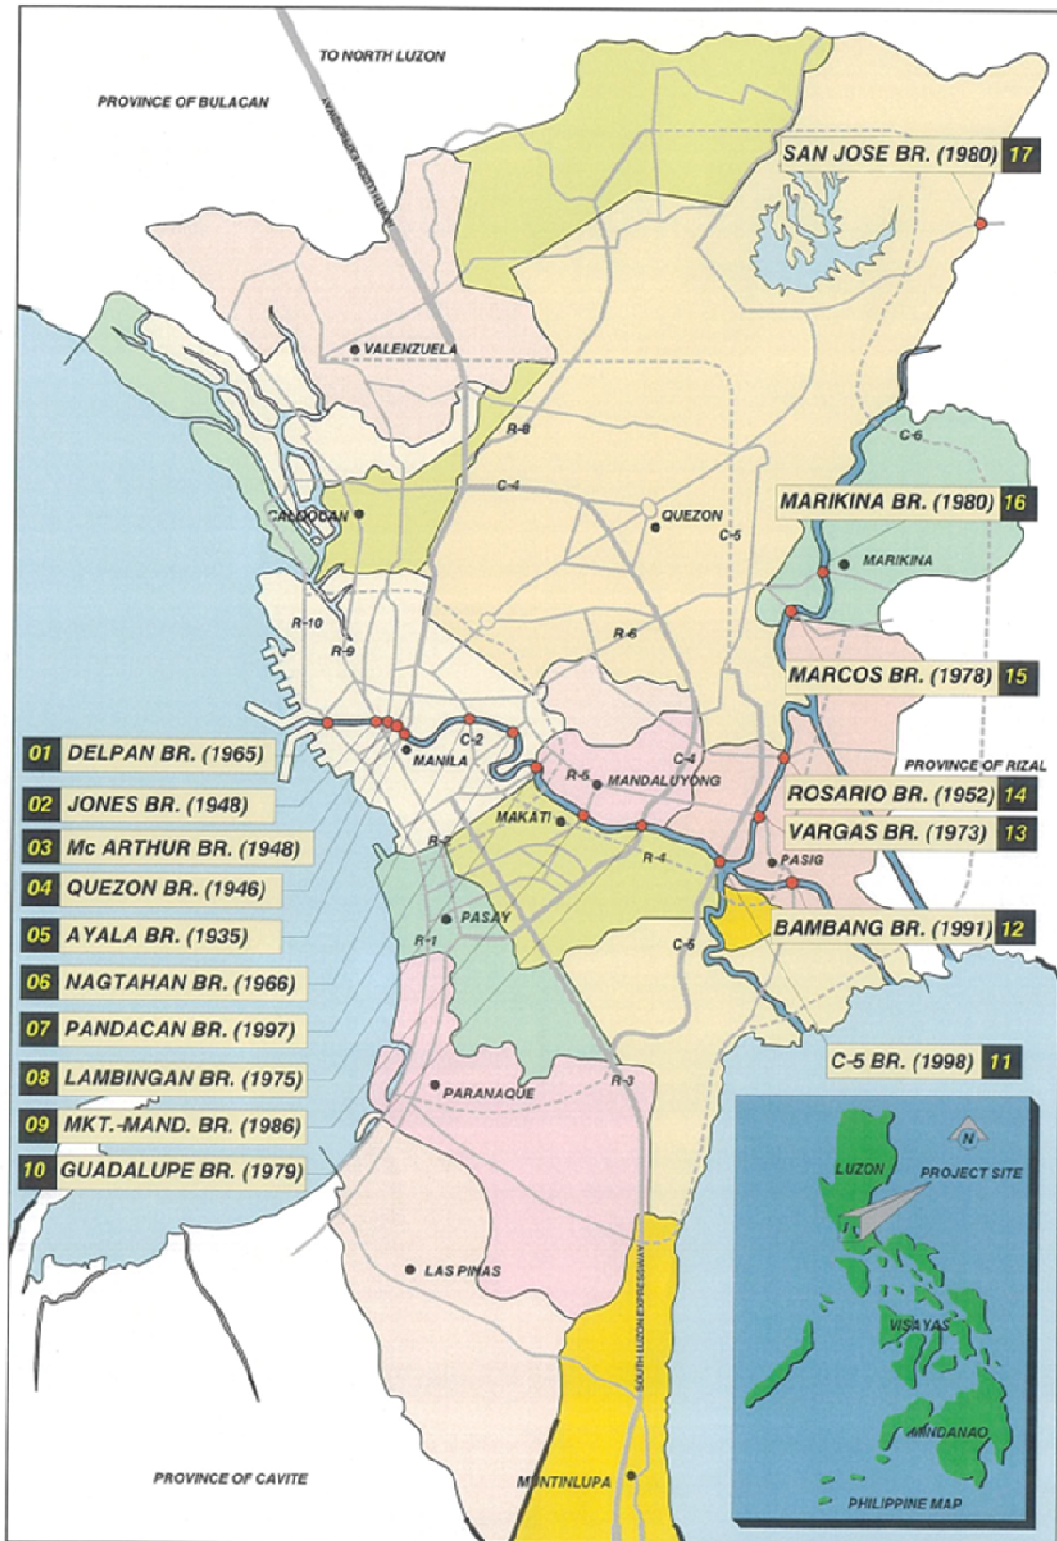 TO NORTH LUZON
PROVINCE OF BULACAN
NORTH LUZON EXPRESSWAY
SAN JOSE BR. (1980) 17
VALENZUELA
R-8
C-6
C-4
MARIKINA BR. (1980) 16
CALOOCAN
QUEZON
C-5
MARIKINA
R-10
R-9
R-6
MARCOS BR. (1978) 15
01 DELPAN BR. (1965)
C-2
MANILA
C-4
PROVINCE OF RIZAL
R-5
MANDALUYONG
02 JONES BR. (1948)
ROSARIO BR. (1952) 14
MAKATI
03 Mc ARTHUR BR. (1948)
R-2
VARGAS BR. (1973) 13
R-4
PASIG
04 QUEZON BR. (1946)
05 AYALA BR. (1935)
PASAY
R-1
C-5
BAMBANG BR. (1991) 12
06 NAGTAHAN BR. (1966)
07 PANDACAN BR. (1997)
C-5 BR. (1998) 11
08 LAMBINGAN BR. (1975)
R-3
PARANAQUE
09 MKT.-MAND. BR. (1986)
10 GUADALUPE BR. (1979)
N
LUZON
PROJECT SITE
LAS PINAS
SOUTH LUZON EXPRESSWAY
VISAYAS
MINDANAO
PROVINCE OF CAVITE
MUNTINLUPA
PHILIPPINE MAP